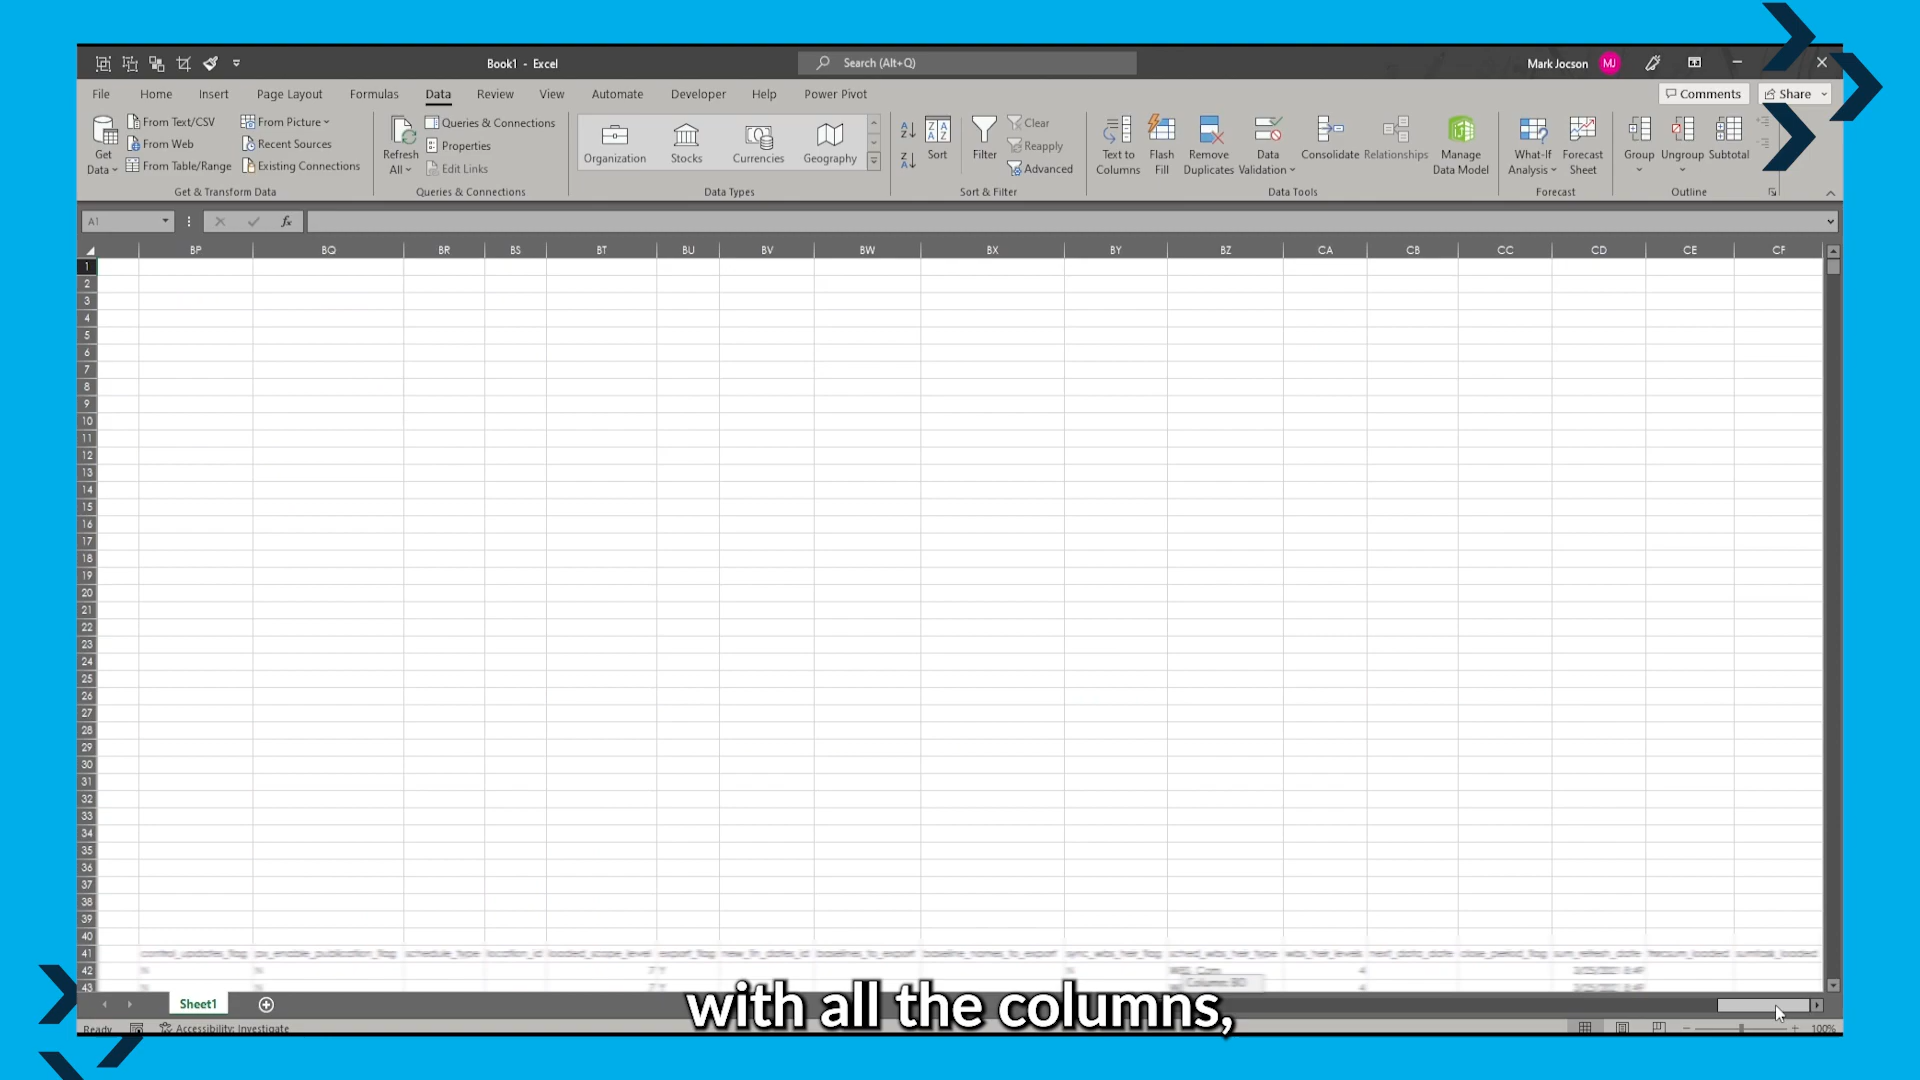 Book1 - Excel
Search (Alt+Q)
Mark Jocson
MJ
File Home Insert Page Layout Formulas Data Review View Automate Developer Help Power Pivot
Comments
Share
Get Data
From Text/CSV
From Web
From Table/Range
From Picture
Recent Sources
Existing Connections
Get & Transform Data
Refresh All
Queries & Connections
Properties
Edit Links
Queries & Connections
Organization
Stocks
Currencies
Geography
Data Types
Sort
Filter
Clear
Reapply
Advanced
Sort & Filter
Text to Columns
Flash Fill
Remove Duplicates
Data Validation
Consolidate
Relationships
Manage Data Model
Data Tools
What-If Analysis
Forecast Sheet
Forecast
Group
Ungroup
Subtotal
Outline
A1
fx
BP BQ BR BS BT BU BV BW BX BY BZ CA CB CC CD CE CF
1
2
3
4
5
6
7
8
9
10
11
12
13
14
15
16
17
18
19
20
21
22
23
24
25
26
27
28
29
30
31
32
33
34
35
36
37
38
39
40
41
42
43
Sheet1
with all the columns,
Ready
Accessibility: Investigate
100%